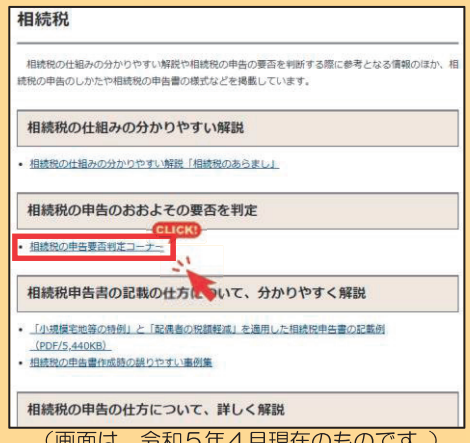 相続税
相続税の仕組みの分かりやすい解説や相続税の申告の要否を判断する際に参考となる情報のほか、相
続税の申告のしかたや相続税の申告書の様式などを掲載しています。
相続税の仕組みの分かりやすい解説
・ 相続税の仕組みの分かりやすい解説「相続税のあらまし」
相続税の申告のおおよその要否を判定
CLICK!
・ 相続税の申告要否判定コーナー
相続税申告書の記載の仕方について、分かりやすく解説
・ 「小規模宅地等の特例」と「配偶者の税額軽減」を適用した相続税申告書の記載例
(PDF/5,440KB)
・ 相続税の申告書作成時の誤りやすい事例集
相続税の申告の仕方について、詳しく解説
(画面は、令和5年4月現在のものです。)